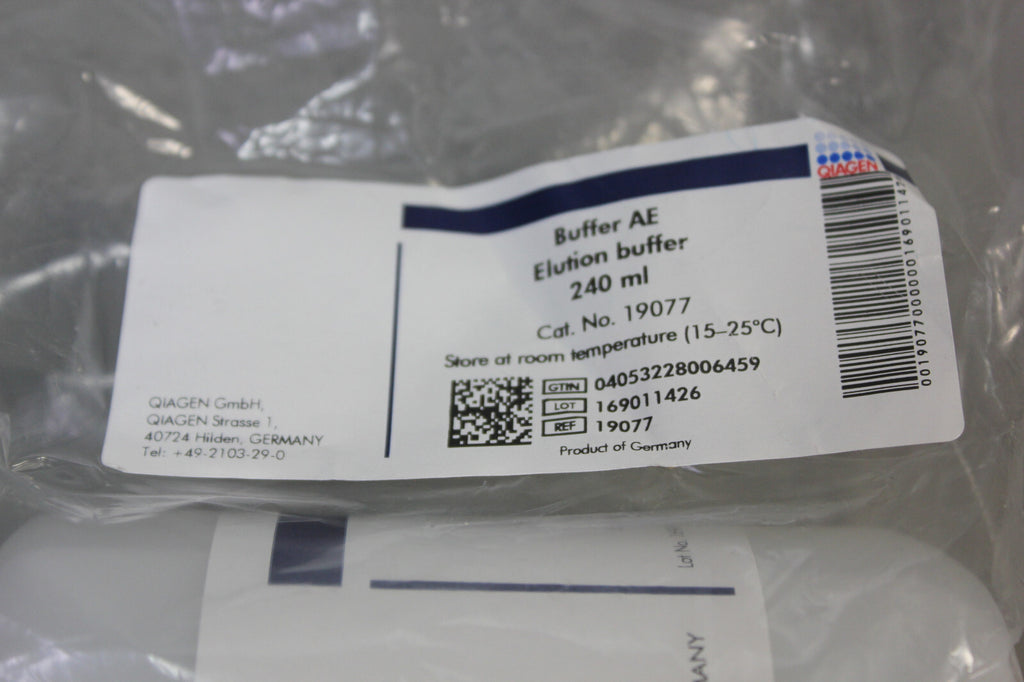 QIAGEN
Buffer AE
Elution buffer
240 ml
Cat. No. 19077
Store at room temperature (15–25°C)
GTIN 04053228006459
LOT 169011426
REF 19077
Product of Germany
QIAGEN GmbH,
QIAGEN Strasse 1,
40724 Hilden, GERMANY
Tel: +49-2103-29-0
Lot No.